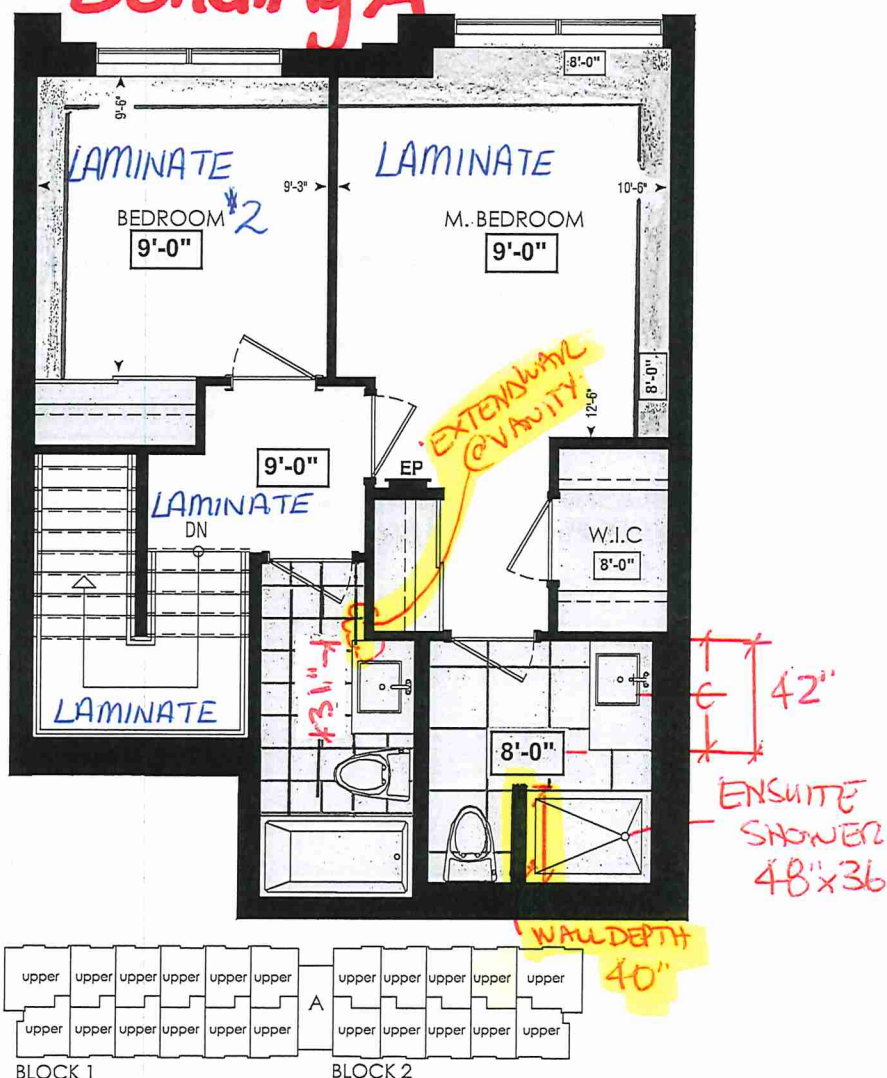 Building A
8'-0"
9'-6"
LAMINATE
LAMINATE
9'-3"
10'-6"
BEDROOM #2
M. BEDROOM
9'-0"
9'-0"
8'-0"
EXTEND WALL
@ VANITY.
12'-6"
9'-0"
EP
LAMINATE
DN
W.I.C
8'-0"
31"
42"
C
LAMINATE
8'-0"
ENSUITE
SHOWER
48"x36
WALL DEPTH
40"
upper upper upper upper upper upper upper upper upper upper upper
A
upper upper upper upper upper upper upper upper upper upper upper
BLOCK 1 BLOCK 2